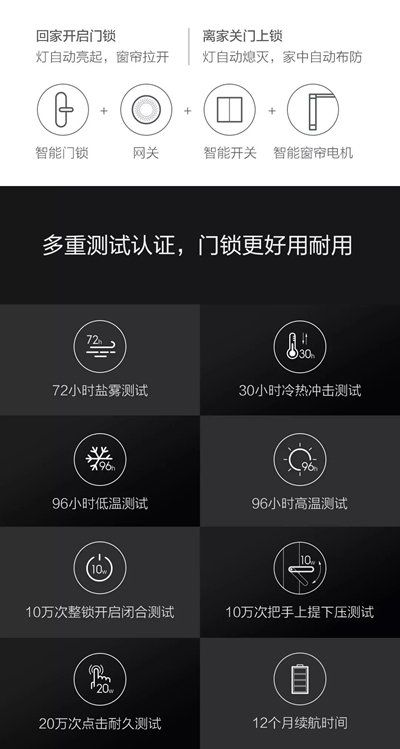 回家开启门锁
灯自动亮起，窗帘拉开
离家关门上锁
灯自动熄灭，家中自动布防
+ + +
智能门锁 网关 智能开关 智能窗帘电机
多重测试认证，门锁更好用耐用
72h
72小时盐雾测试
30h
30小时冷热冲击测试
96h
96小时低温测试
96h
96小时高温测试
10w
10万次整锁开启闭合测试
10w
10万次把手上提下压测试
20w
20万次点击耐久测试
12个月续航时间